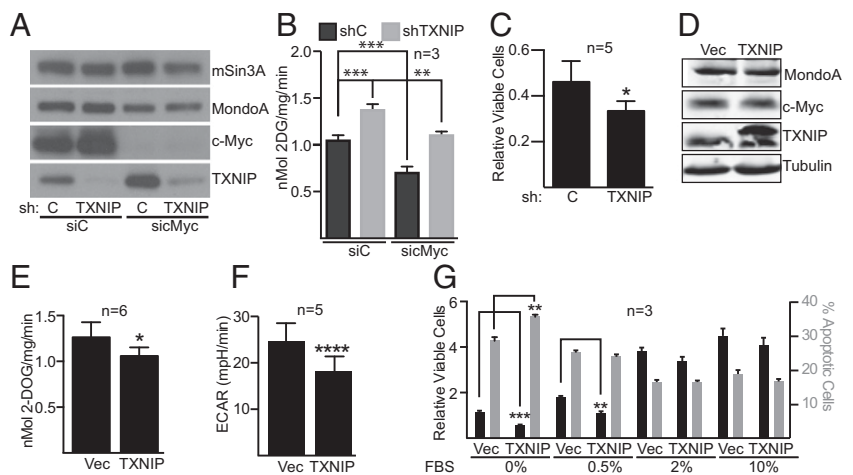 A
mSin3A
MondoA
c-Myc
TXNIP
sh: C TXNIP C TXNIP
siC sicMyc
B
shC shTXNIP
n=3
***
*** **
nMol 2DG/mg/min
2.0
1.5
1.0
0.5
siC sicMyc
C
n=5
Relative Viable Cells
0.6
0.4
0.2
*
sh: C TXNIP
D
Vec TXNIP
MondoA
c-Myc
TXNIP
Tubulin
E
n=6
nMol 2-DOG/mg/min
1.5
1.0
0.5
*
Vec TXNIP
F
n=5
ECAR (mpH/min)
30
20
10
****
Vec TXNIP
G
n=3
Relative Viable Cells
6
4
2
% Apoptotic Cells
40
30
20
10
**
***
**
Vec TXNIP Vec TXNIP Vec TXNIP Vec TXNIP
FBS 0% 0.5% 2% 10%